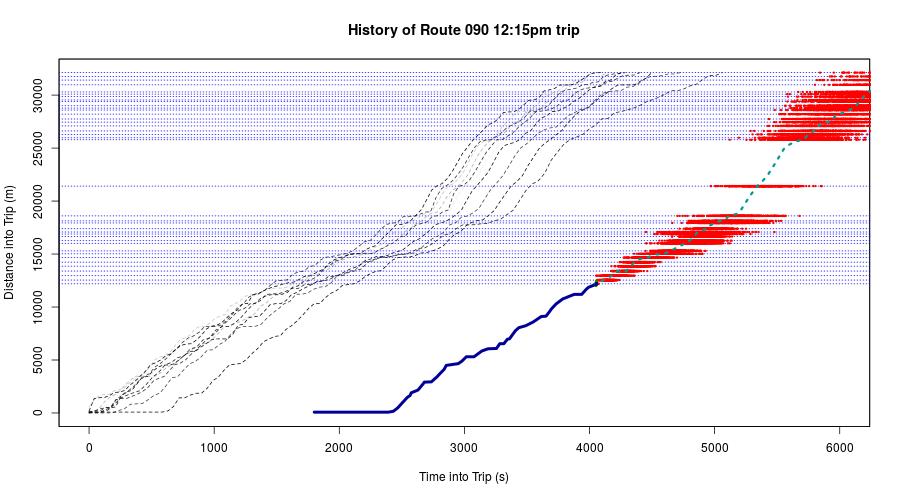 History of Route 090 12:15pm trip
Distance into Trip (m)
30000
25000
20000
15000
10000
5000
0
0 1000 2000 3000 4000 5000 6000
Time into Trip (s)